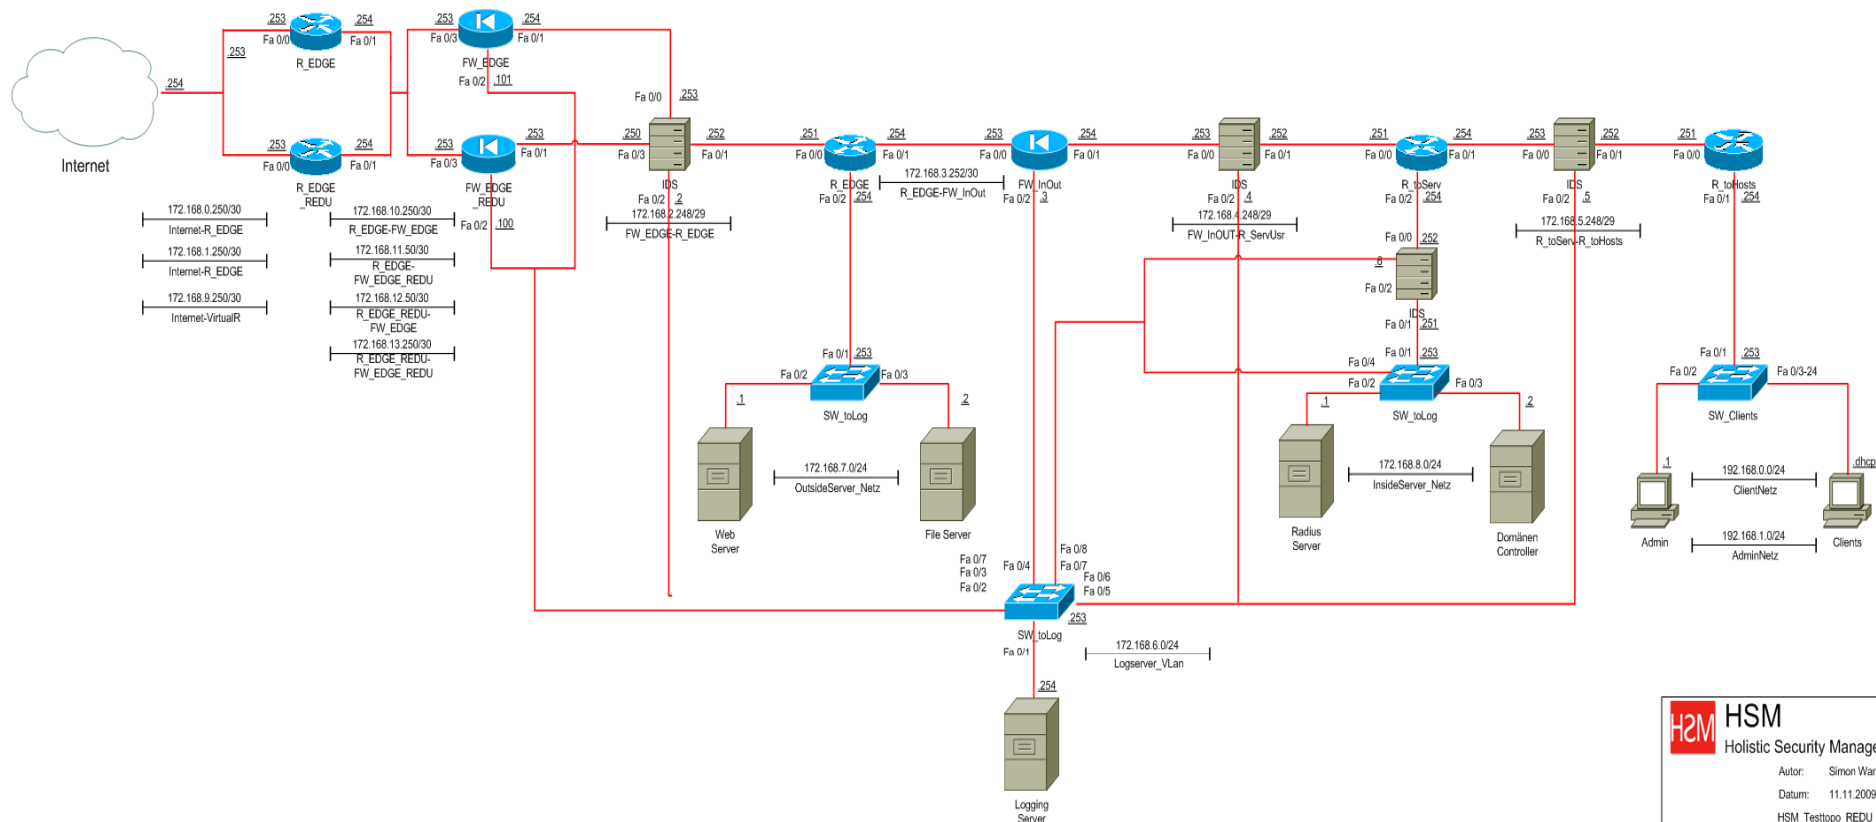 Internet
.254
.253
.253
Fa 0/0
.254
Fa 0/1
R_EDGE
.253
Fa 0/0
.254
Fa 0/1
R_EDGE
_REDU
.253
Fa 0/3
.254
Fa 0/1
FW_EDGE
Fa 0/2
.101
.253
Fa 0/3
.253
Fa 0/1
FW_EDGE
_REDU
Fa 0/2
.100
172.168.0.250/30
Internet-R_EDGE
172.168.1.250/30
Internet-R_EDGE
172.168.9.250/30
Internet-VirtualR
172.168.10.250/30
R_EDGE-FW_EDGE
172.168.11.50/30
R_EDGE-
FW_EDGE_REDU
172.168.12.50/30
R_EDGE_REDU-
FW_EDGE
172.168.13.250/30
R_EDGE_REDU-
FW_EDGE_REDU
Fa 0/0
.253
.250
Fa 0/3
.252
Fa 0/1
IDS
Fa 0/2
.2
172.168.2.248/29
FW_EDGE-R_EDGE
.251
Fa 0/0
.254
Fa 0/1
R_EDGE
Fa 0/2
.254
172.168.3.252/30
R_EDGE-FW_InOut
.253
Fa 0/0
.254
Fa 0/1
FW_InOut
Fa 0/2
.3
.253
Fa 0/0
.252
Fa 0/1
IDS
Fa 0/2
.4
172.168.4.248/29
FW_InOUT-R_ServUsr
.251
Fa 0/0
.254
Fa 0/1
R_toServ
Fa 0/2
.254
.253
Fa 0/0
.252
Fa 0/1
IDS
Fa 0/2
.5
172.168.5.248/29
R_toServ-R_toHosts
.251
Fa 0/0
R_toHosts
Fa 0/1
.254
Fa 0/0
.252
.6
Fa 0/2
IDS
Fa 0/1
.251
Fa 0/1
.253
Fa 0/2
Fa 0/3
SW_toLog
.1
.2
172.168.7.0/24
OutsideServer_Netz
Web
Server
File Server
Fa 0/1
.253
Fa 0/4
Fa 0/2
Fa 0/3
SW_toLog
.1
.2
172.168.8.0/24
InsideServer_Netz
Radius
Server
Domänen
Controller
Fa 0/1
.253
Fa 0/2
Fa 0/3-24
SW_Clients
.1
.dhcp
192.168.0.0/24
ClientNetz
192.168.1.0/24
AdminNetz
Admin
Clients
Fa 0/7
Fa 0/3
Fa 0/2
Fa 0/4
Fa 0/8
Fa 0/7
Fa 0/6
Fa 0/5
.253
SW_toLog
Fa 0/1
172.168.6.0/24
Logserver_VLan
.254
Logging
Server
HSM
HSM
Holistic Security Manage
Autor: Simon War
Datum: 11.11.2009
HSM_Testtopo_REDU